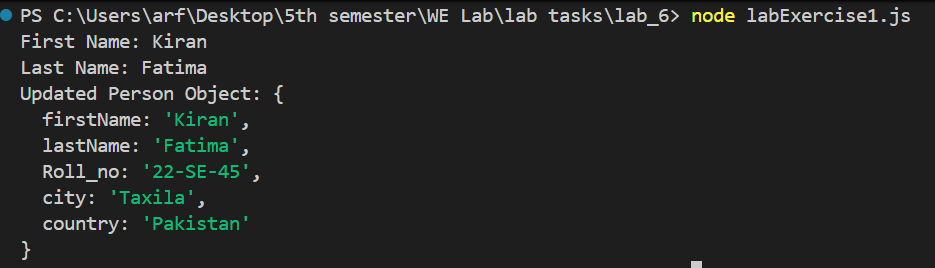 PS C:\Users\arf\Desktop\5th semester\WE Lab\lab tasks\lab_6> node labExercise1.js
First Name: Kiran
Last Name: Fatima
Updated Person Object: {
  firstName: 'Kiran',
  lastName: 'Fatima',
  Roll_no: '22-SE-45',
  city: 'Taxila',
  country: 'Pakistan'
}